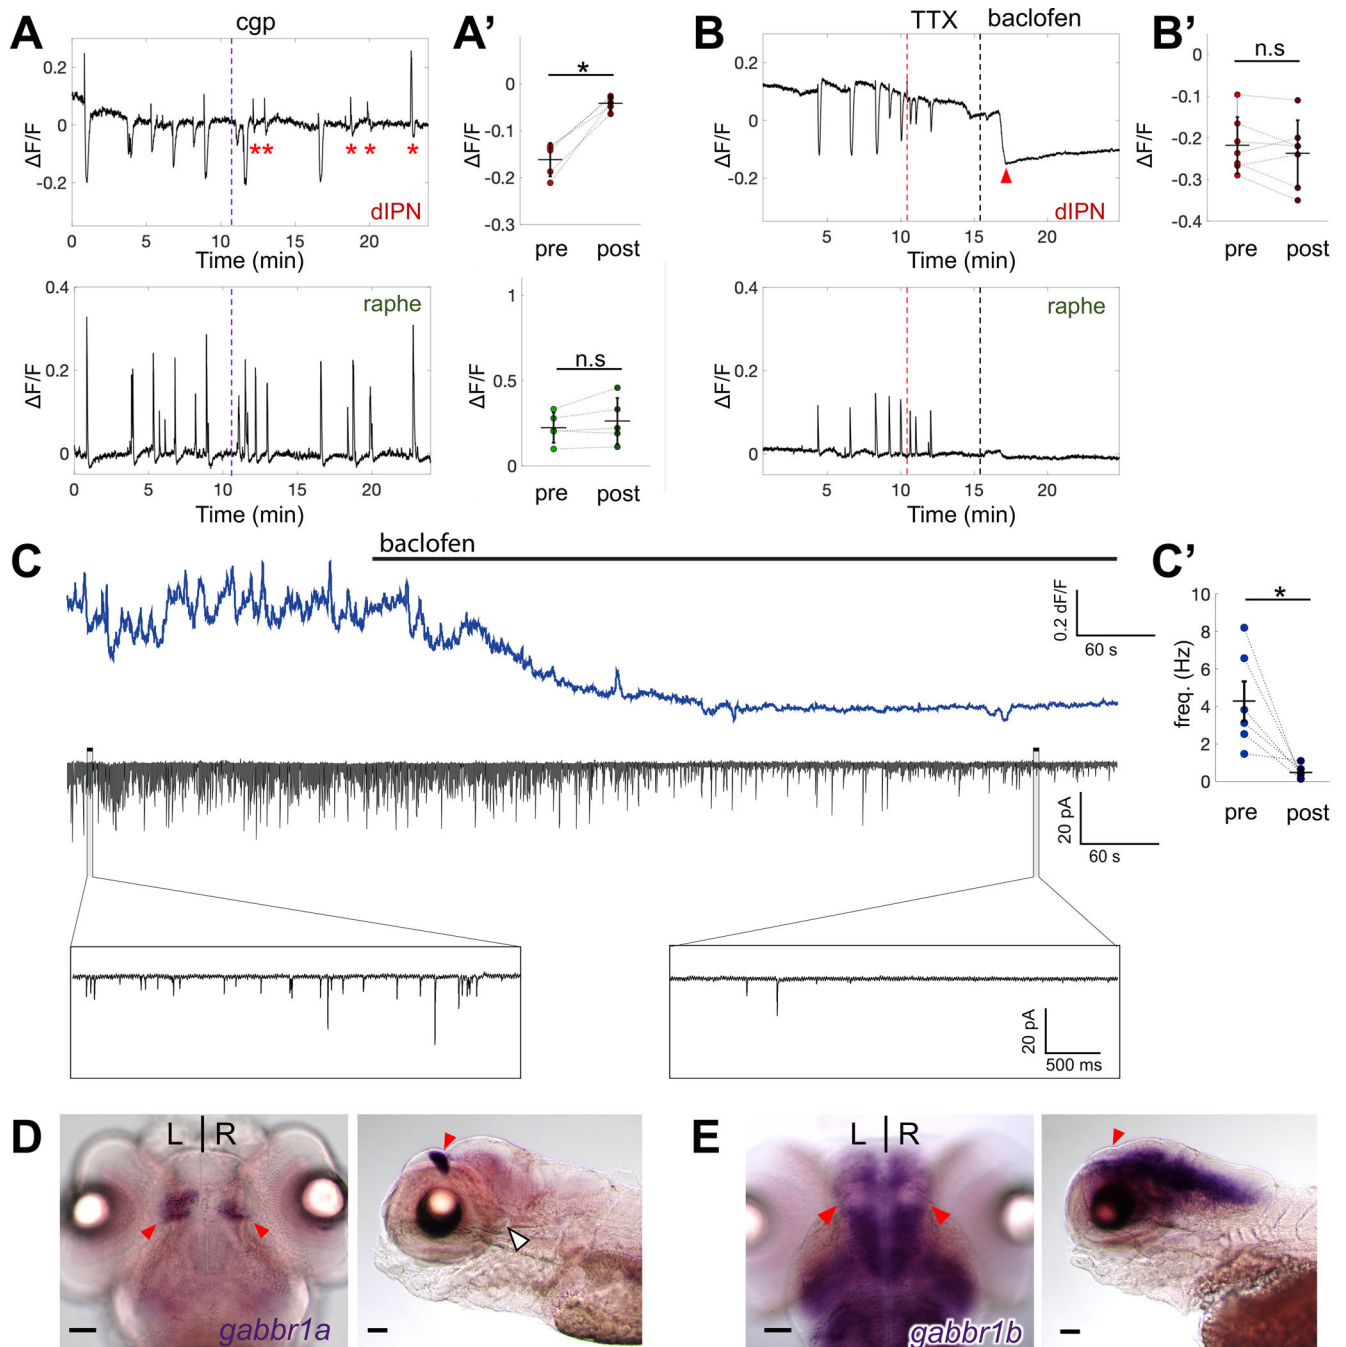 A
cgp
ΔF/F
0.2
0
-0.2
** * * *
dIPN
0 5 10 15 20
Time (min)
0.4
0.2
0
ΔF/F
raphe
0 5 10 15 20
Time (min)
A’
ΔF/F
0
-0.1
-0.2
-0.3
*
pre post
ΔF/F
1
0.5
0
n.s
pre post
B
TTX baclofen
ΔF/F
0.2
0
-0.2
dIPN
5 10 15 20
Time (min)
ΔF/F
0.4
0.2
0
raphe
5 10 15 20
Time (min)
B’
ΔF/F
0
-0.1
-0.2
-0.3
-0.4
n.s
pre post
C
baclofen
0.2 dF/F
60 s
20 pA
60 s
20 pA
500 ms
C’
freq. (Hz)
10
8
6
4
2
0
*
pre post
D
L R
gabbr1a
E
L R
gabbr1b